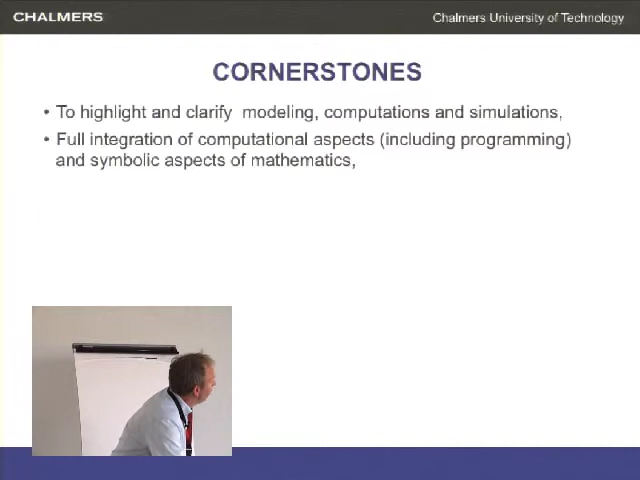 CHALMERS
Chalmers University of Technology
CORNERSTONES
• To highlight and clarify modeling, computations and simulations,
• Full integration of computational aspects (including programming)
and symbolic aspects of mathematics,